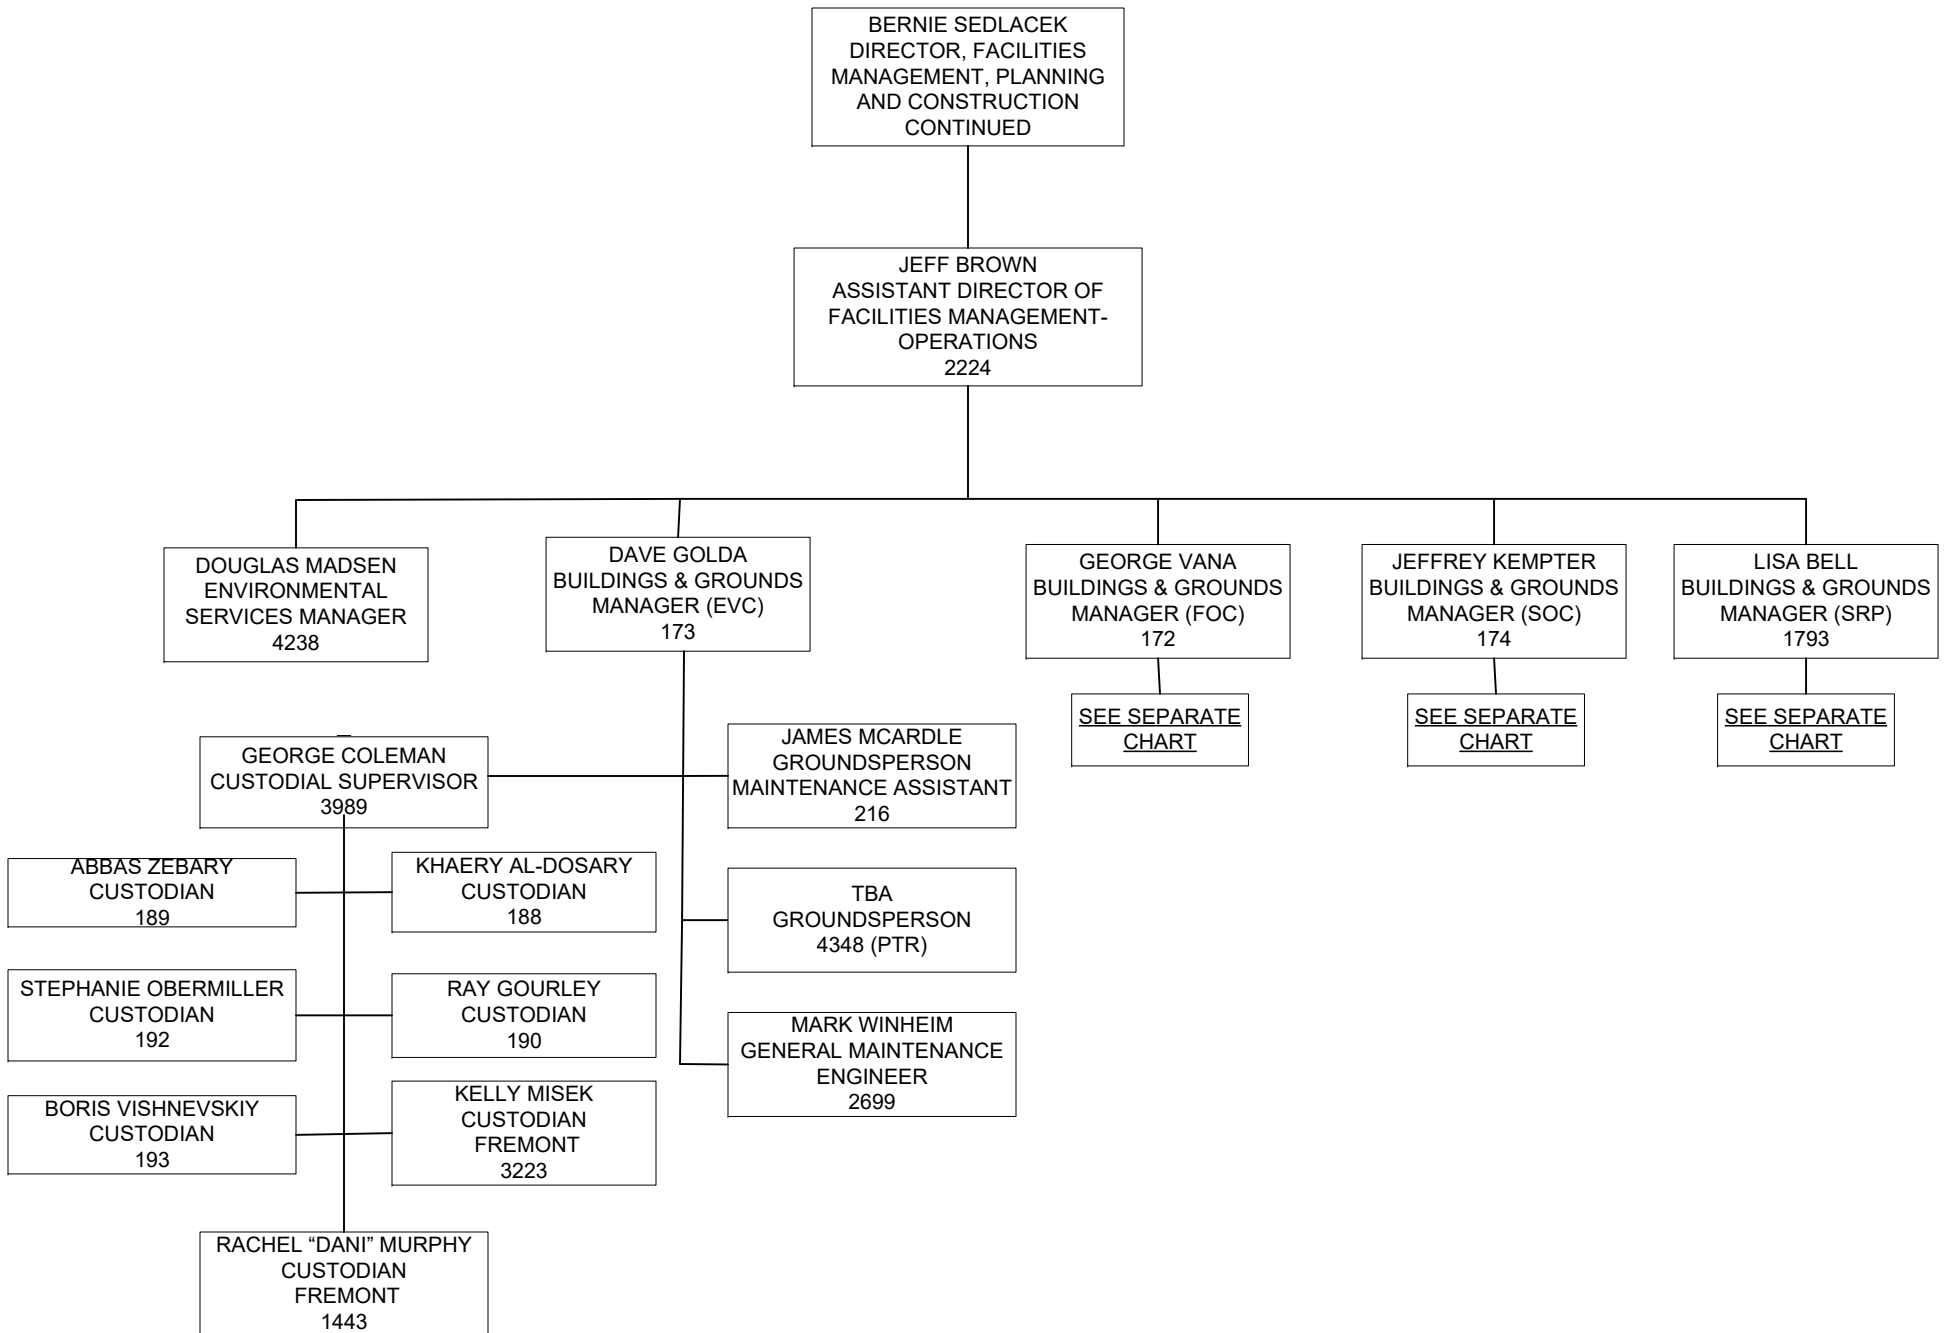 BERNIE SEDLACEK
DIRECTOR, FACILITIES
MANAGEMENT, PLANNING
AND CONSTRUCTION
CONTINUED
JEFF BROWN
ASSISTANT DIRECTOR OF
FACILITIES MANAGEMENT-
OPERATIONS
2224
DOUGLAS MADSEN
ENVIRONMENTAL
SERVICES MANAGER
4238
DAVE GOLDA
BUILDINGS & GROUNDS
MANAGER (EVC)
173
GEORGE VANA
BUILDINGS & GROUNDS
MANAGER (FOC)
172
JEFFREY KEMPTER
BUILDINGS & GROUNDS
MANAGER (SOC)
174
LISA BELL
BUILDINGS & GROUNDS
MANAGER (SRP)
1793
SEE SEPARATE
CHART
SEE SEPARATE
CHART
SEE SEPARATE
CHART
GEORGE COLEMAN
CUSTODIAL SUPERVISOR
3989
JAMES MCARDLE
GROUNDSPERSON
MAINTENANCE ASSISTANT
216
ABBAS ZEBARY
CUSTODIAN
189
KHAERY AL-DOSARY
CUSTODIAN
188
TBA
GROUNDSPERSON
4348 (PTR)
STEPHANIE OBERMILLER
CUSTODIAN
192
RAY GOURLEY
CUSTODIAN
190
MARK WINHEIM
GENERAL MAINTENANCE
ENGINEER
2699
BORIS VISHNEVSKIY
CUSTODIAN
193
KELLY MISEK
CUSTODIAN
FREMONT
3223
RACHEL “DANI” MURPHY
CUSTODIAN
FREMONT
1443